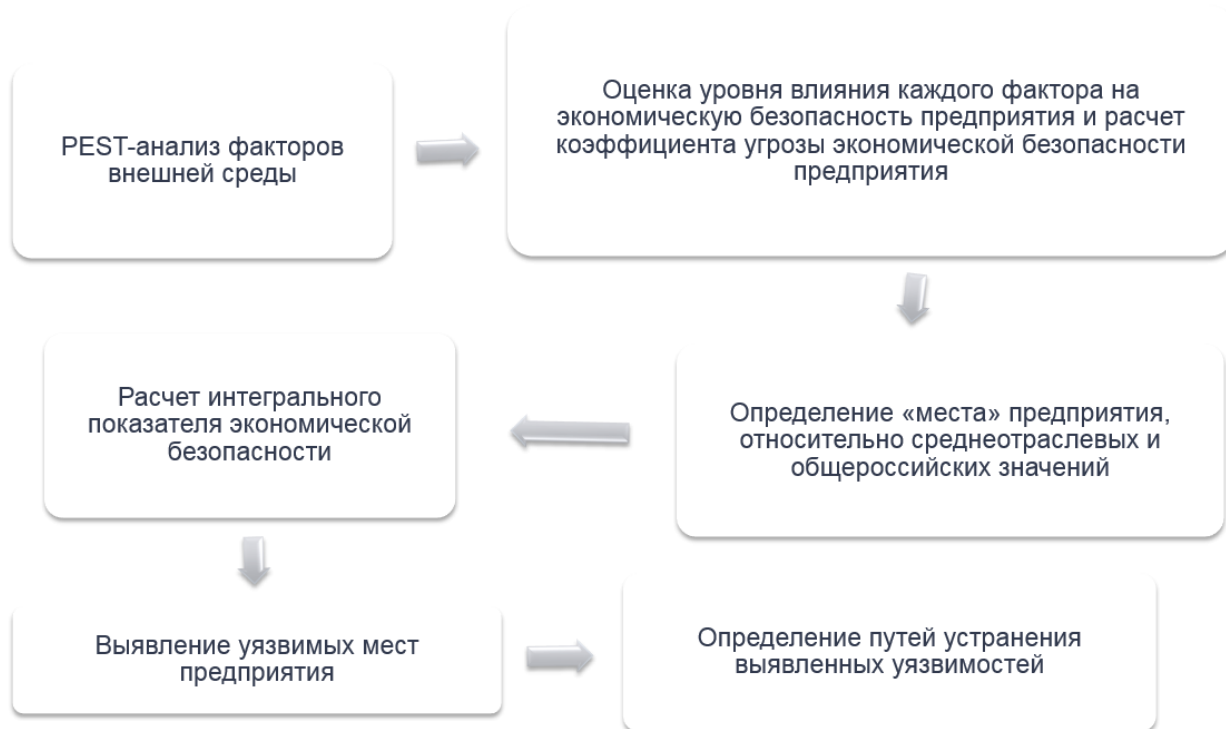 PEST-анализ факторов
внешней среды
Оценка уровня влияния каждого фактора на
экономическую безопасность предприятия и расчет
коэффициента угрозы экономической безопасности
предприятия
Определение «места» предприятия,
относительно среднеотраслевых и
общероссийских значений
Расчет интегрального
показателя экономической
безопасности
Выявление уязвимых мест
предприятия
Определение путей устранения
выявленных уязвимостей